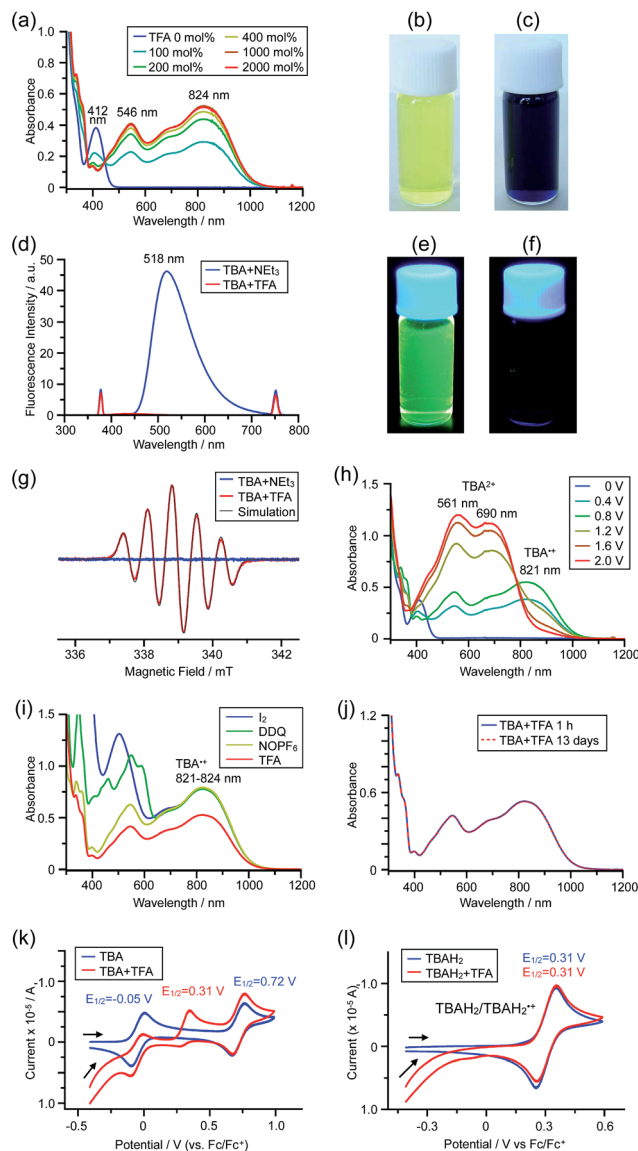 (a)
TFA 0 mol%
100 mol%
200 mol%
400 mol%
1000 mol%
2000 mol%
412
nm
546 nm
824 nm
Absorbance
1.0
0.8
0.6
0.4
0.2
0
400 600 800 1000 1200
Wavelength / nm
(b)
(c)
(d)
518 nm
TBA+NEt₃
TBA+TFA
Fluorescence Intensity / a.u.
50
40
30
20
10
0
300 400 500 600 700 800
Wavelength / nm
(e)
(f)
(g)
TBA+NEt₃
TBA+TFA
Simulation
336 338 340 342
Magnetic Field / mT
(h)
TBA²⁺
561 nm
690 nm
TBA•⁺
821 nm
0 V
0.4 V
0.8 V
1.2 V
1.6 V
2.0 V
Absorbance
2.0
1.5
1.0
0.5
0
400 600 800 1000 1200
Wavelength / nm
(i)
I₂
DDQ
NOPF₆
TFA
TBA•⁺
821-824 nm
Absorbance
1.5
1.0
0.5
0
400 600 800 1000 1200
Wavelength / nm
(j)
TBA+TFA 1 h
TBA+TFA 13 days
Absorbance
1.2
0.6
0
400 600 800 1000 1200
Wavelength / nm
(k)
TBA
TBA+TFA
E₁/₂=-0.05 V
E₁/₂=0.31 V
E₁/₂=0.72 V
Current x 10⁻⁵ / A
1.0
0
1.0
-0.5 0 0.5 1.0
Potential / V (vs. Fc/Fc⁺)
(l)
TBAH₂
TBAH₂+TFA
E₁/₂=0.31 V
E₁/₂=0.31 V
TBAH₂/TBAH₂•⁺
Current x 10⁻⁵ A
1.0
0
1.0
-0.3 0 0.3 0.6
Potential / V vs Fc/Fc⁺